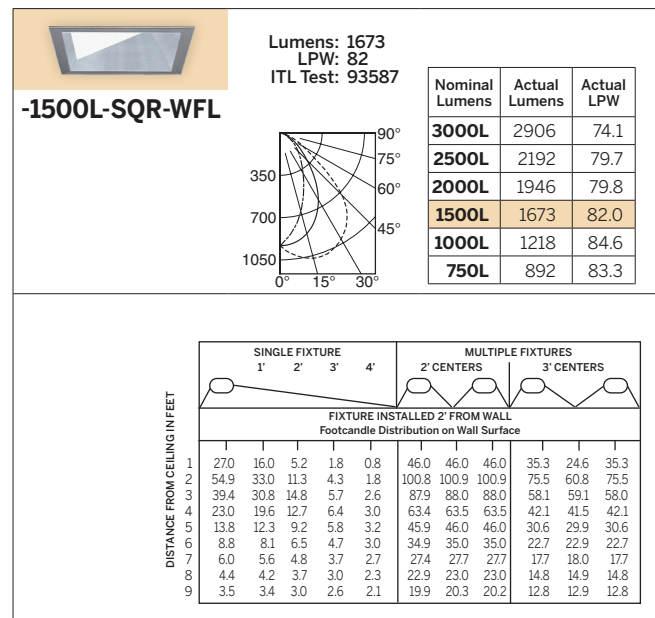 -1500L-SQR-WFL
Lumens: 1673
LPW: 82
ITL Test: 93587
90°
75°
60°
45°
350
700
1050
0° 15° 30°
Nominal Lumens Actual Lumens Actual LPW
3000L 2906 74.1
2500L 2192 79.7
2000L 1946 79.8
1500L 1673 82.0
1000L 1218 84.6
750L 892 83.3
SINGLE FIXTURE MULTIPLE FIXTURES
1' 2' 3' 4' 2' CENTERS 3' CENTERS
FIXTURE INSTALLED 2' FROM WALL
Footcandle Distribution on Wall Surface
DISTANCE FROM CEILING IN FEET
1 27.0 16.0 5.2 1.8 0.8 46.0 46.0 46.0 35.3 24.6 35.3
2 54.9 33.0 11.3 4.3 1.8 100.8 100.9 100.9 75.5 60.8 75.5
3 39.4 30.8 14.8 5.7 2.6 87.9 88.0 88.0 58.1 59.1 58.0
4 23.0 19.6 12.7 6.4 3.0 63.4 63.5 63.5 42.1 41.5 42.1
5 13.8 12.3 9.2 5.8 3.2 45.9 46.0 46.0 30.6 29.9 30.6
6 8.8 8.1 6.5 4.7 3.0 34.9 35.0 35.0 22.7 22.9 22.7
7 6.0 5.6 4.8 3.7 2.7 27.4 27.7 27.7 17.7 18.0 17.7
8 4.4 4.2 3.7 3.0 2.3 22.9 23.0 23.0 14.8 14.9 14.8
9 3.5 3.4 3.0 2.6 2.1 19.9 20.3 20.2 12.8 12.9 12.8